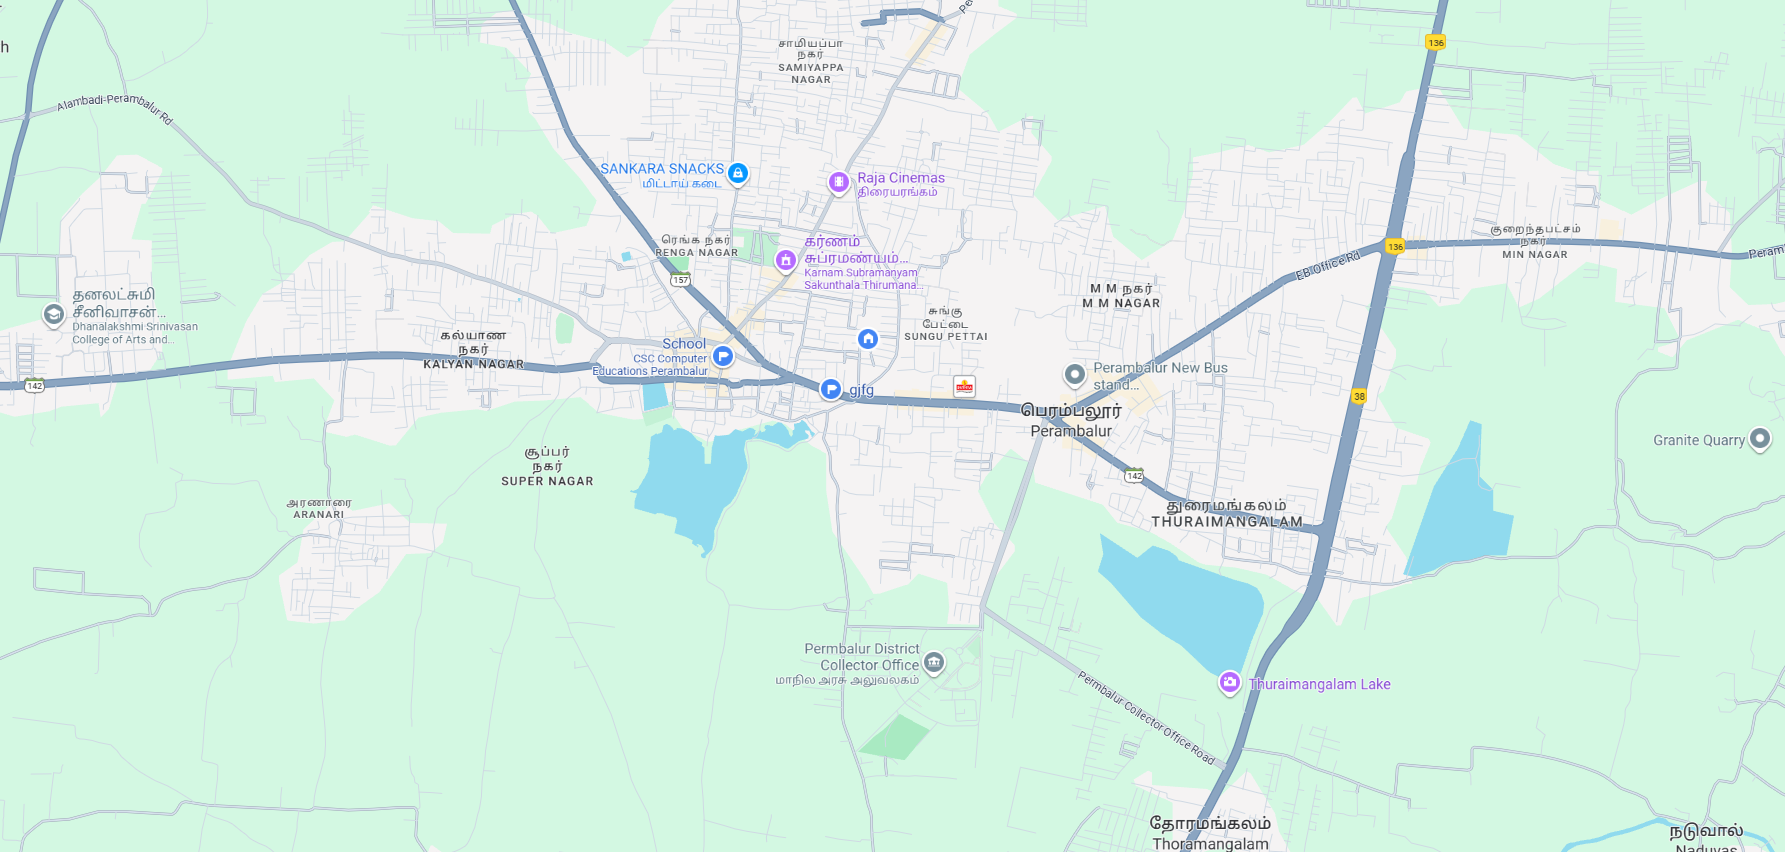 136
h
சாமியப்பா
நகர்
SAMIYAPPA
NAGAR
Alambadi-Perambalur Rd
SANKARA SNACKS
மிட்டாய் கடை
Raja Cinemas
திரையரங்கம்
ரெங்க நகர்
RENGA NAGAR
157
கர்ணம்
சுப்ரமண்யம்...
Karnam Subramanyam
Sakunthala Thirumana...
136
குறைந்தபட்சம்
நகர்
MIN NAGAR
Peram
EB Office Rd
M M நகர்
M M NAGAR
தனலட்சுமி
சீனிவாசன்...
Dhanalakshmi Srinivasan
College of Arts and...
சுங்கு
பேட்டை
SUNGU PETTAI
கல்யாண
நகர்
KALYAN NAGAR
School
CSC Computer
Educations Perambalur
142
gjfg
Perambalur New Bus
stand...
38
பெரம்பலூர்
Perambalur
Granite Quarry
சூப்பர்
நகர்
SUPER NAGAR
142
அரணாரை
ARANARI
துரைமங்கலம்
THURAIMANGALAM
Permbalur District
Collector Office
மாநில அரசு அலுவலகம்
Thuraimangalam Lake
Permbalur-Collector Office Road
தோரமங்கலம்
Thoramangalam
நடுவால்